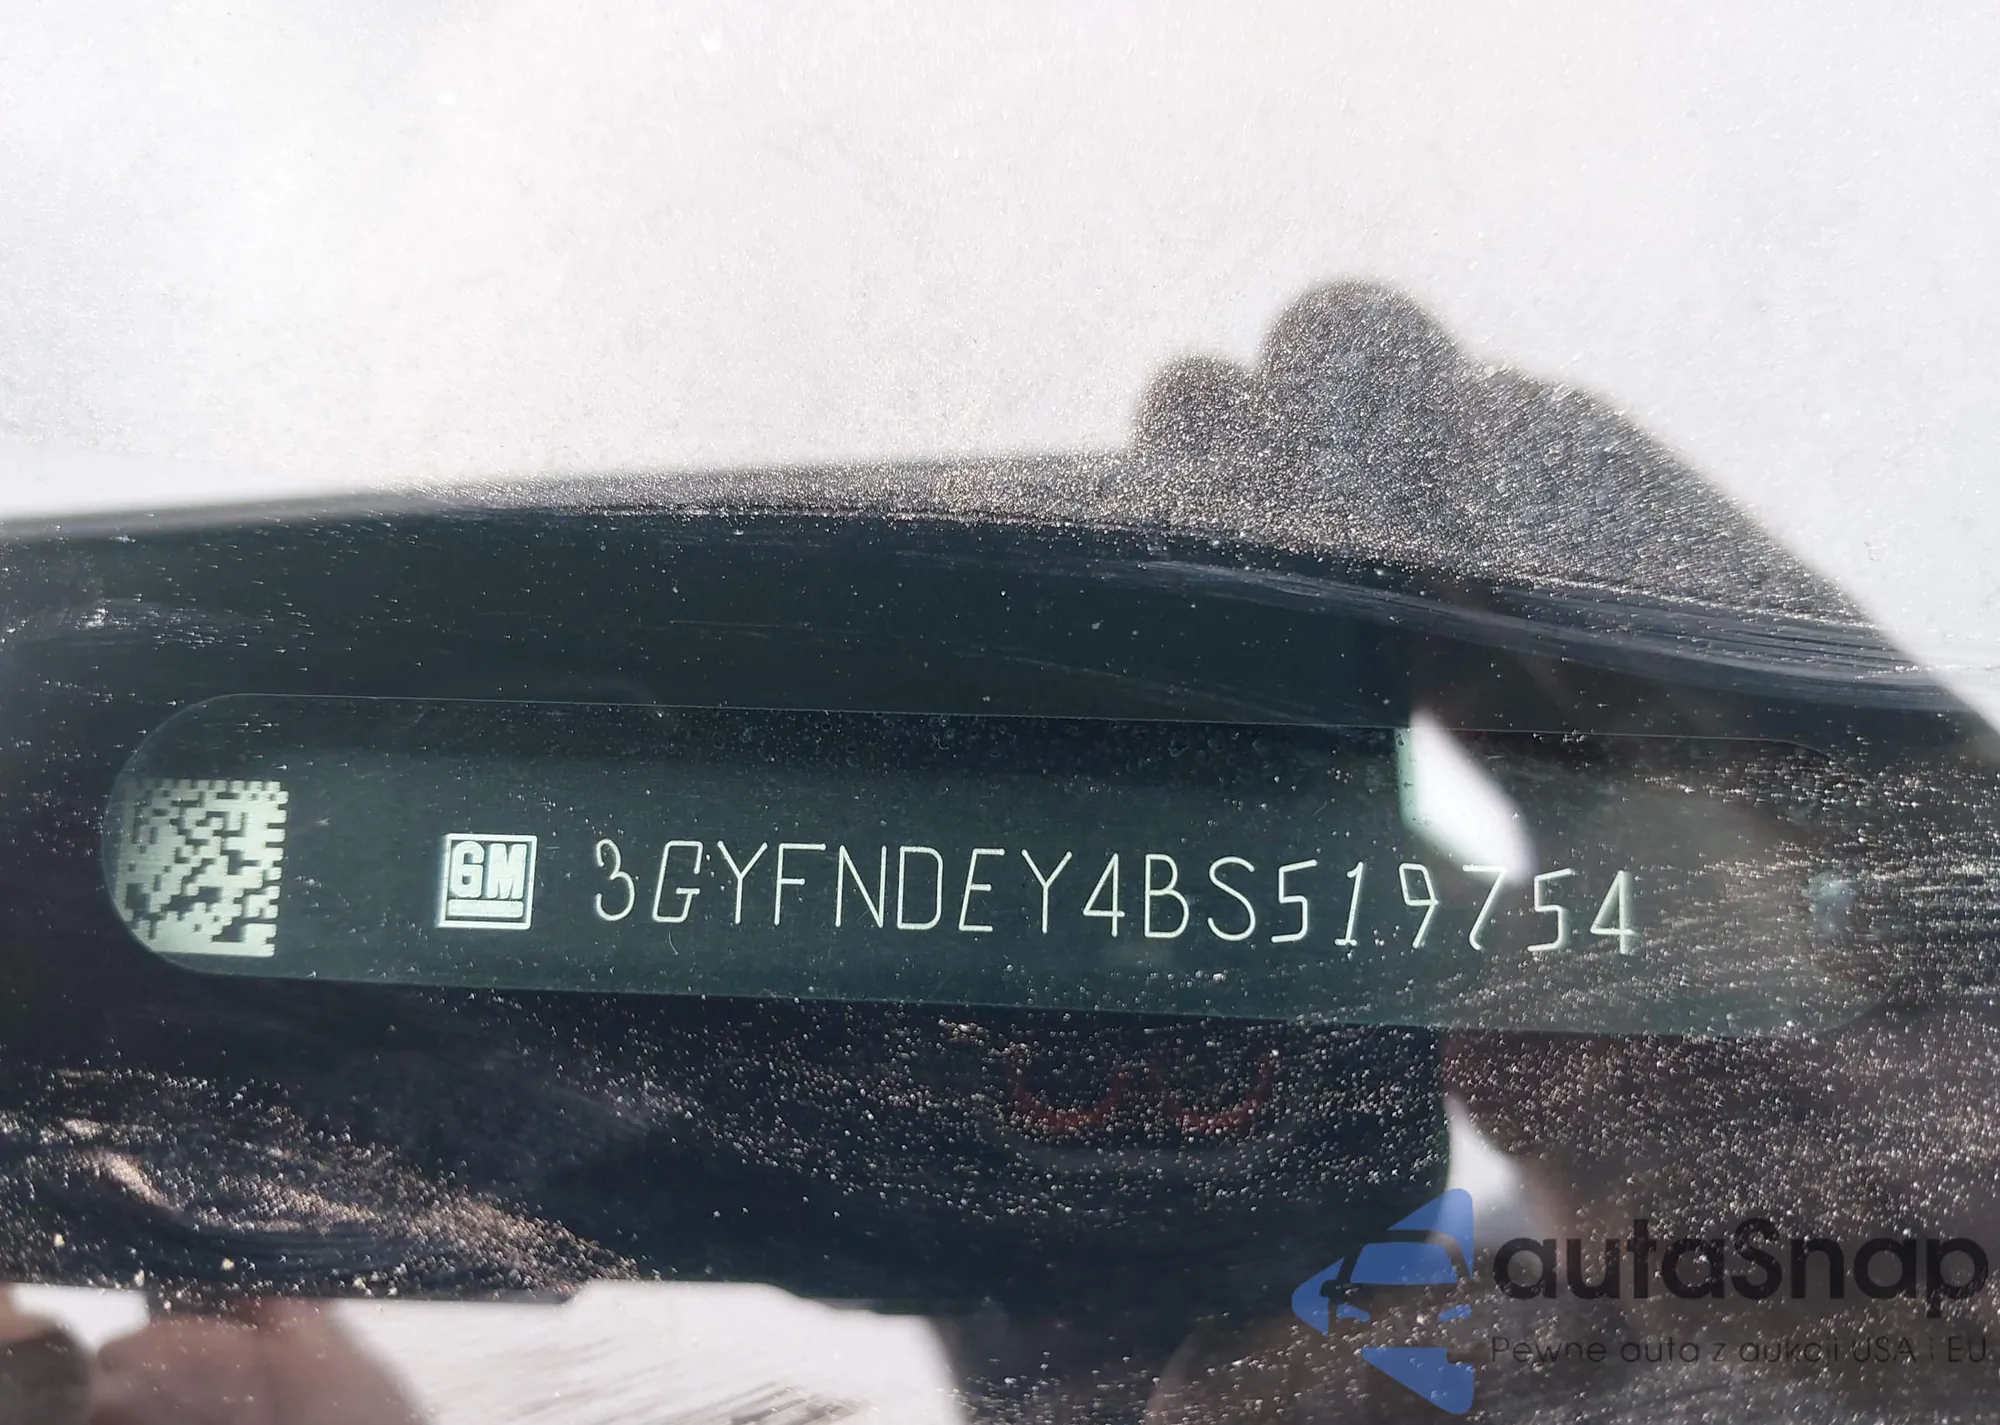 GM 3GYFNDEY4BS519754
autaSnap
Pewne auta z aukcji USA i EU